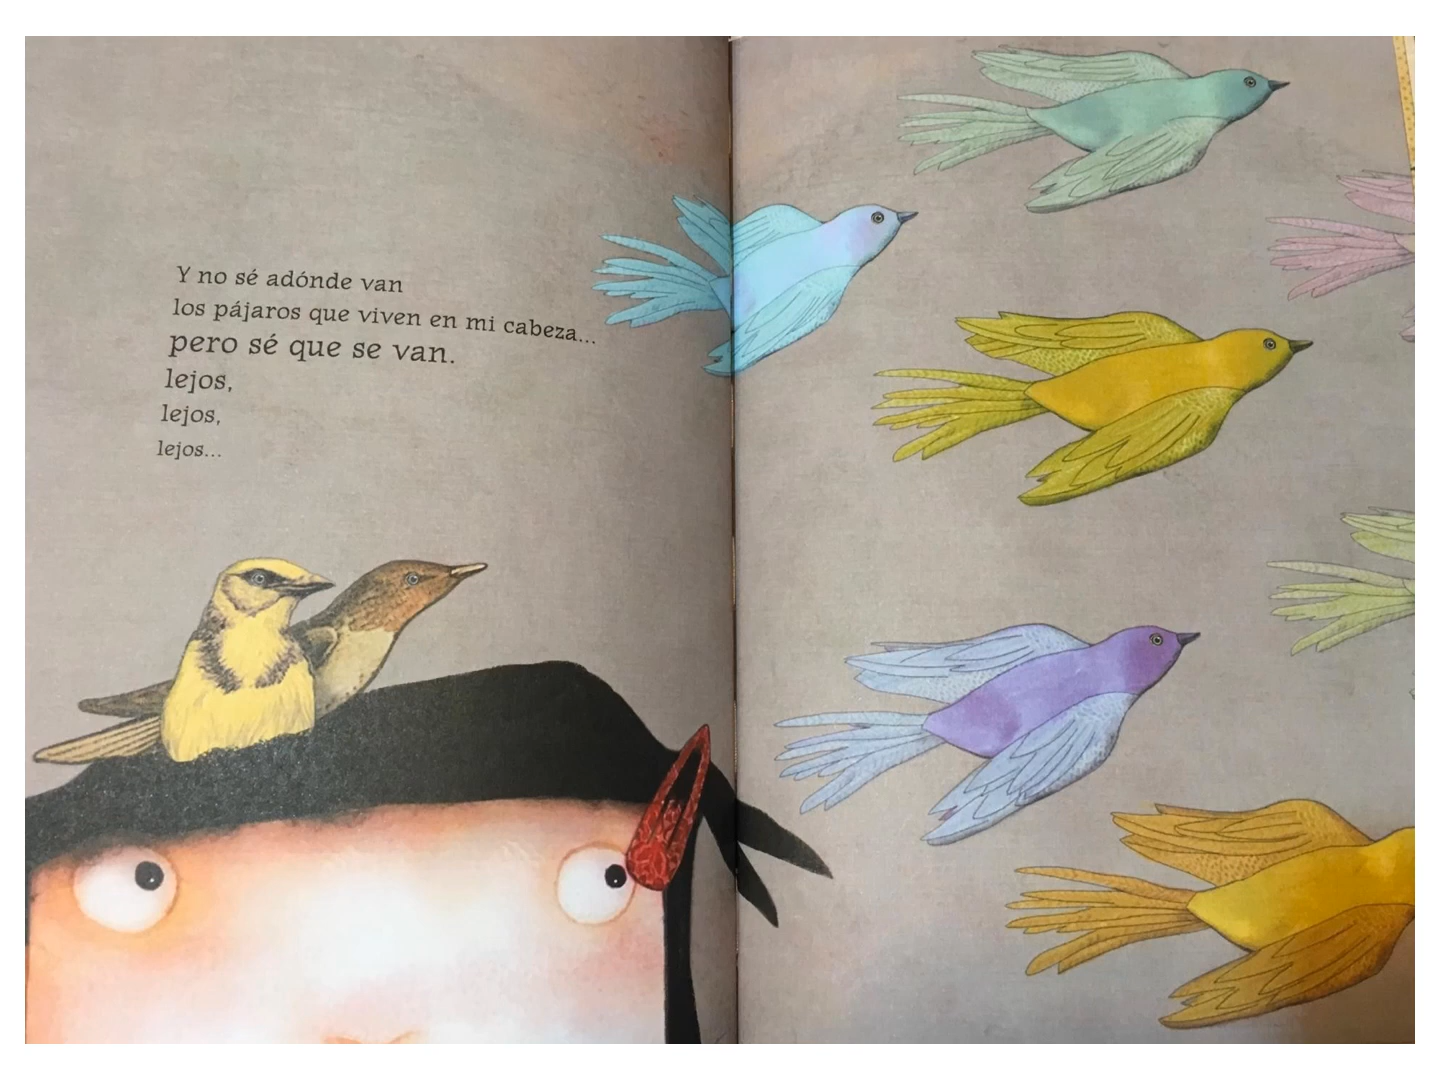 Y no sé adónde van
los pájaros que viven en mi cabeza...
pero sé que se van.
lejos,
lejos,
lejos...